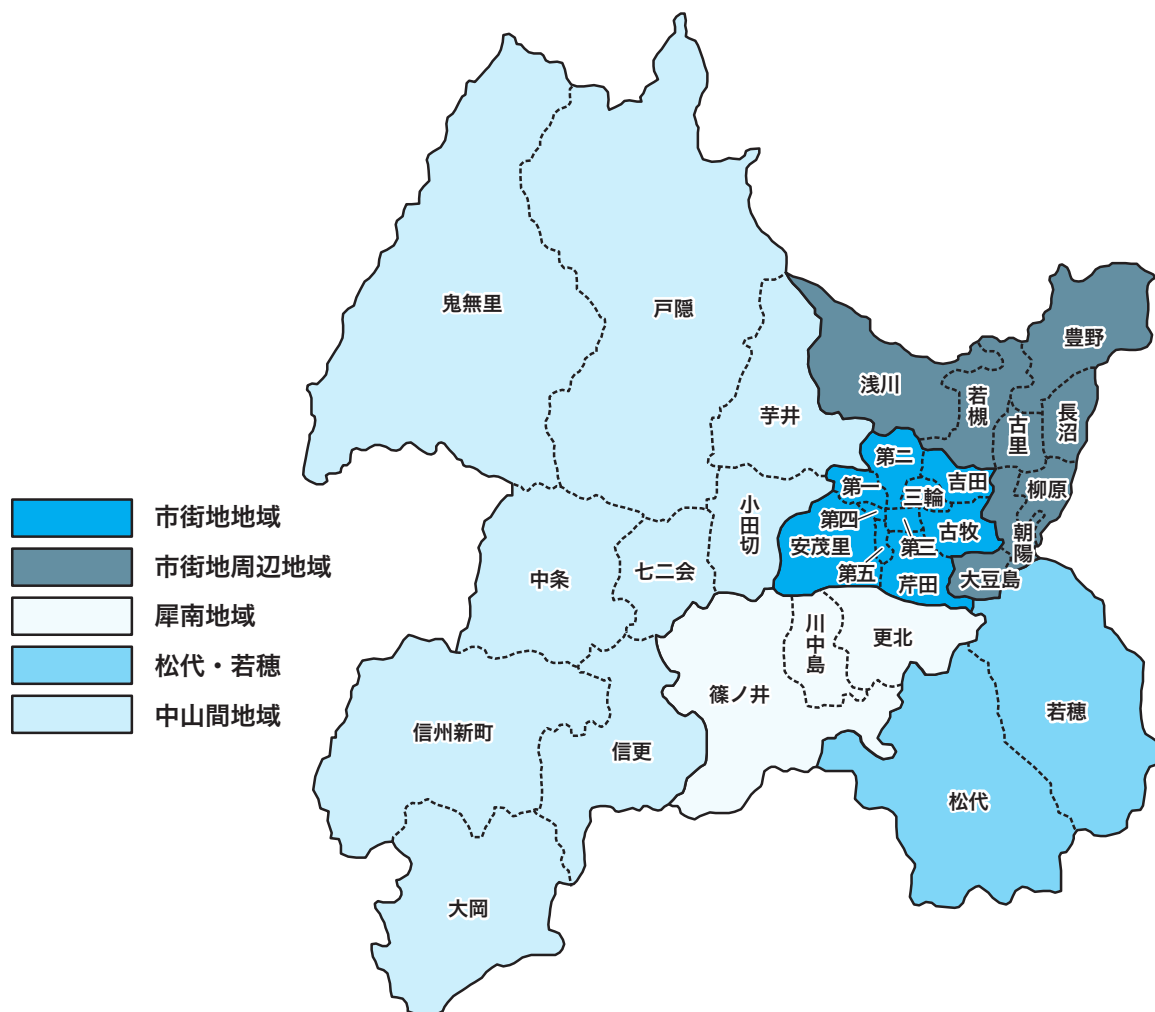 鬼無里
戸隠
豊野
浅川
若槻
芋井
古里
長沼
第二
吉田
第一
三輪
柳原
小田切
第四
古牧
朝陽
安茂里
第三
第五
芹田
大豆島
中条
七二会
川中島
更北
篠ノ井
若穂
信州新町
信更
松代
大岡
市街地地域
市街地周辺地域
犀南地域
松代・若穂
中山間地域